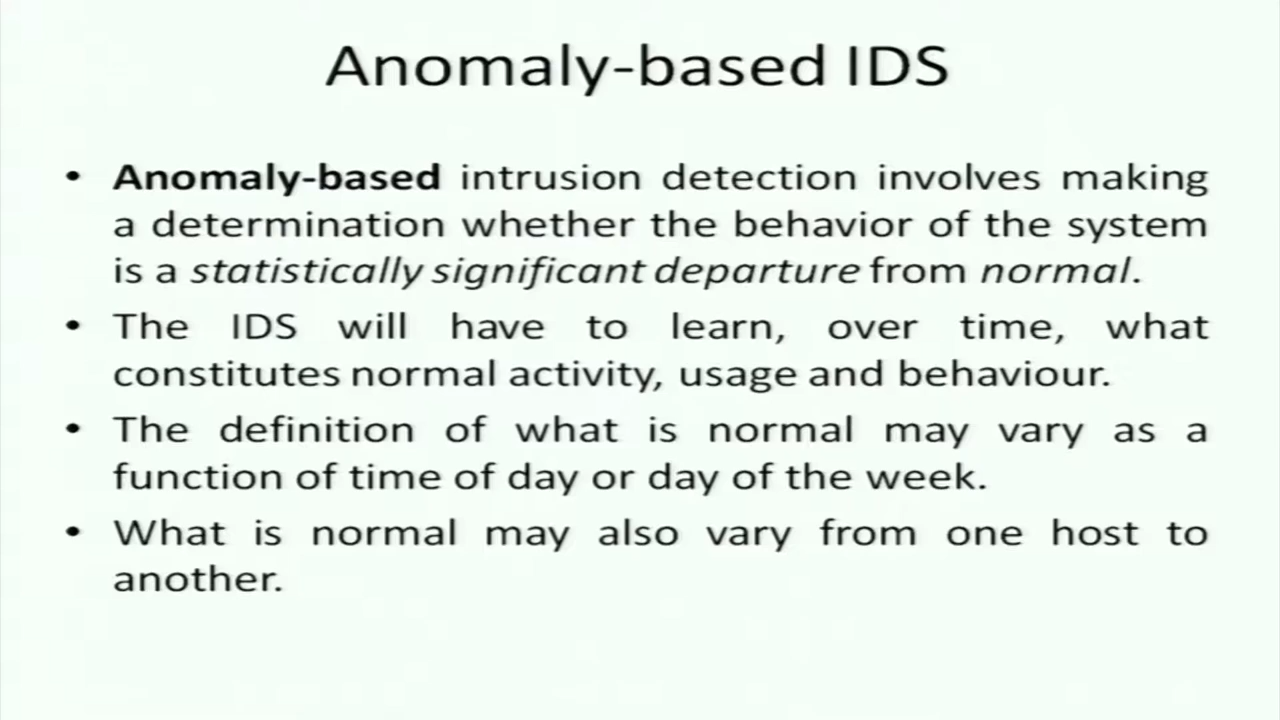 Anomaly-based IDS
• Anomaly-based intrusion detection involves making
a determination whether the behavior of the system
is a statistically significant departure from normal.
• The IDS will have to learn, over time, what
constitutes normal activity, usage and behaviour.
• The definition of what is normal may vary as a
function of time of day or day of the week.
• What is normal may also vary from one host to
another.